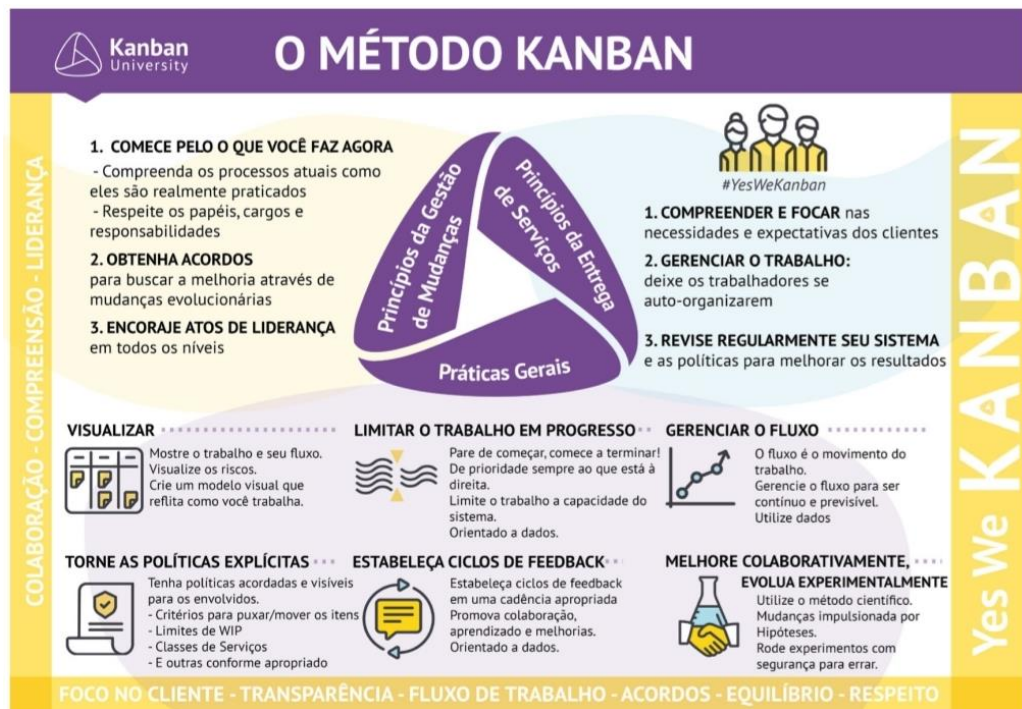 Kanban
University
O MÉTODO KANBAN
COLABORAÇÃO - COMPREENSÃO - LIDERANÇA
1. COMECE PELO O QUE VOCÊ FAZ AGORA
- Compreenda os processos atuais como
eles são realmente praticados
- Respeite os papéis, cargos e
responsabilidades
2. OBTENHA ACORDOS
para buscar a melhoria através de
mudanças evolucionárias
3. ENCORAJE ATOS DE LIDERANÇA
em todos os níveis
Princípios da Gestão
de Mudanças
Princípios da Entrega
de Serviços
Práticas Gerais
#YesWeKanban
1. COMPREENDER E FOCAR nas
necessidades e expectativas dos clientes
2. GERENCIAR O TRABALHO:
deixe os trabalhadores se
auto-organizarem
3. REVISE REGULARMENTE SEU SISTEMA
e as políticas para melhorar os resultados
VISUALIZAR
Mostre o trabalho e seu fluxo.
Visualize os riscos.
Crie um modelo visual que
reflita como você trabalha.
LIMITAR O TRABALHO EM PROGRESSO
Pare de começar, comece a terminar!
De prioridade sempre ao que está à
direita.
Limite o trabalho a capacidade do
sistema.
Orientado a dados.
GERENCIAR O FLUXO
O fluxo é o movimento do
trabalho.
Gerencie o fluxo para ser
contínuo e previsível.
Utilize dados
TORNE AS POLÍTICAS EXPLÍCITAS
Tenha políticas acordadas e visíveis
para os envolvidos.
- Critérios para puxar/mover os itens
- Limites de WIP
- Classes de Serviços
- E outras conforme apropriado
ESTABELEÇA CICLOS DE FEEDBACK
Estabeleça ciclos de feedback
em uma cadência apropriada
Promova colaboração,
aprendizado e melhorias.
Orientado a dados.
MELHORE COLABORATIVAMENTE,
EVOLUA EXPERIMENTALMENTE
Utilize o método científico.
Mudanças impulsionada por
Hipóteses.
Rode experimentos com
segurança para errar.
Yes We KANBAN
FOCO NO CLIENTE - TRANSPARÊNCIA - FLUXO DE TRABALHO - ACORDOS - EQUILÍBRIO - RESPEITO